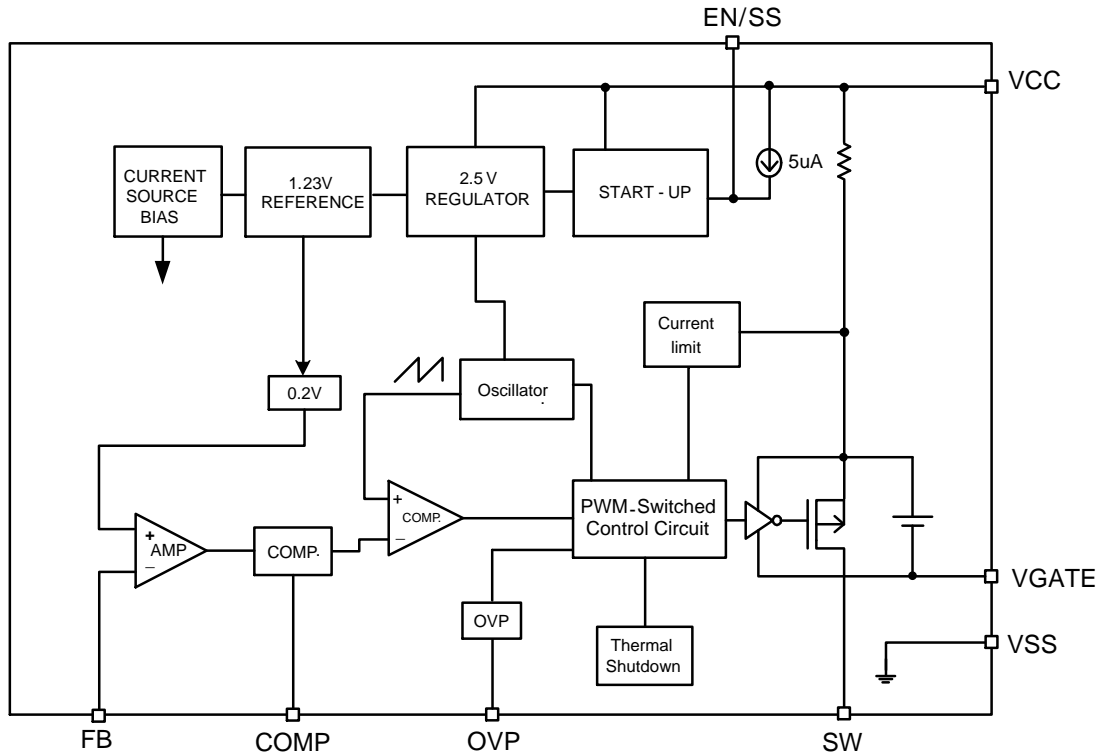 EN/SS
VCC
5uA
CURRENT
SOURCE
BIAS
1.23V
REFERENCE
2.5V
REGULATOR
START - UP
Current
limit
Oscillator
0.2V
+
COMP.
−
PWM-Switched
Control Circuit
+
AMP
−
COMP.
VGATE
OVP
Thermal
Shutdown
VSS
FB
COMP
OVP
SW